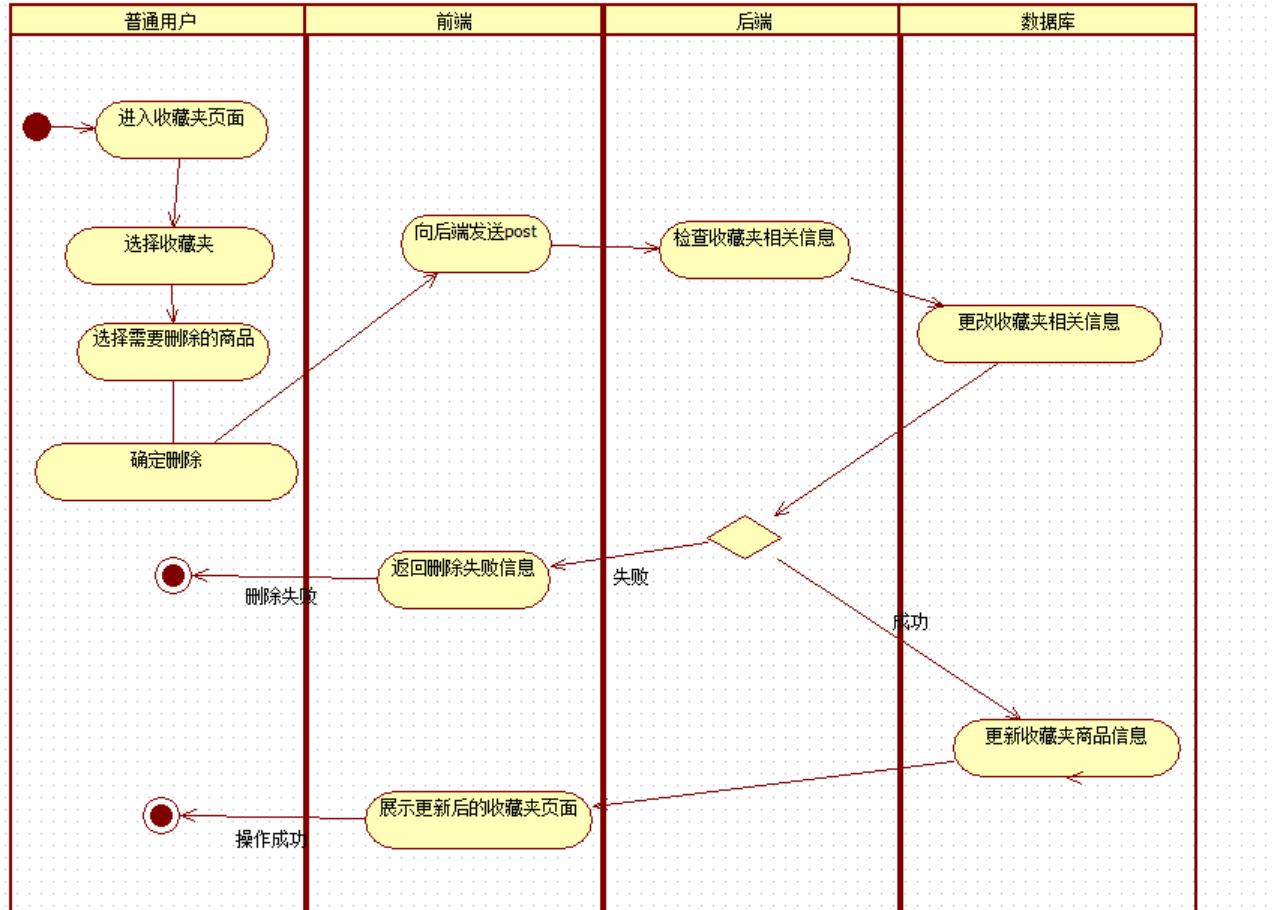 普通用户
前端
后端
数据库
进入收藏夹页面
选择收藏夹
向后端发送post
检查收藏夹相关信息
更改收藏夹相关信息
选择需要删除的商品
确定删除
返回删除失败信息
失败
删除失败
成功
更新收藏夹商品信息
展示更新后的收藏夹页面
操作成功